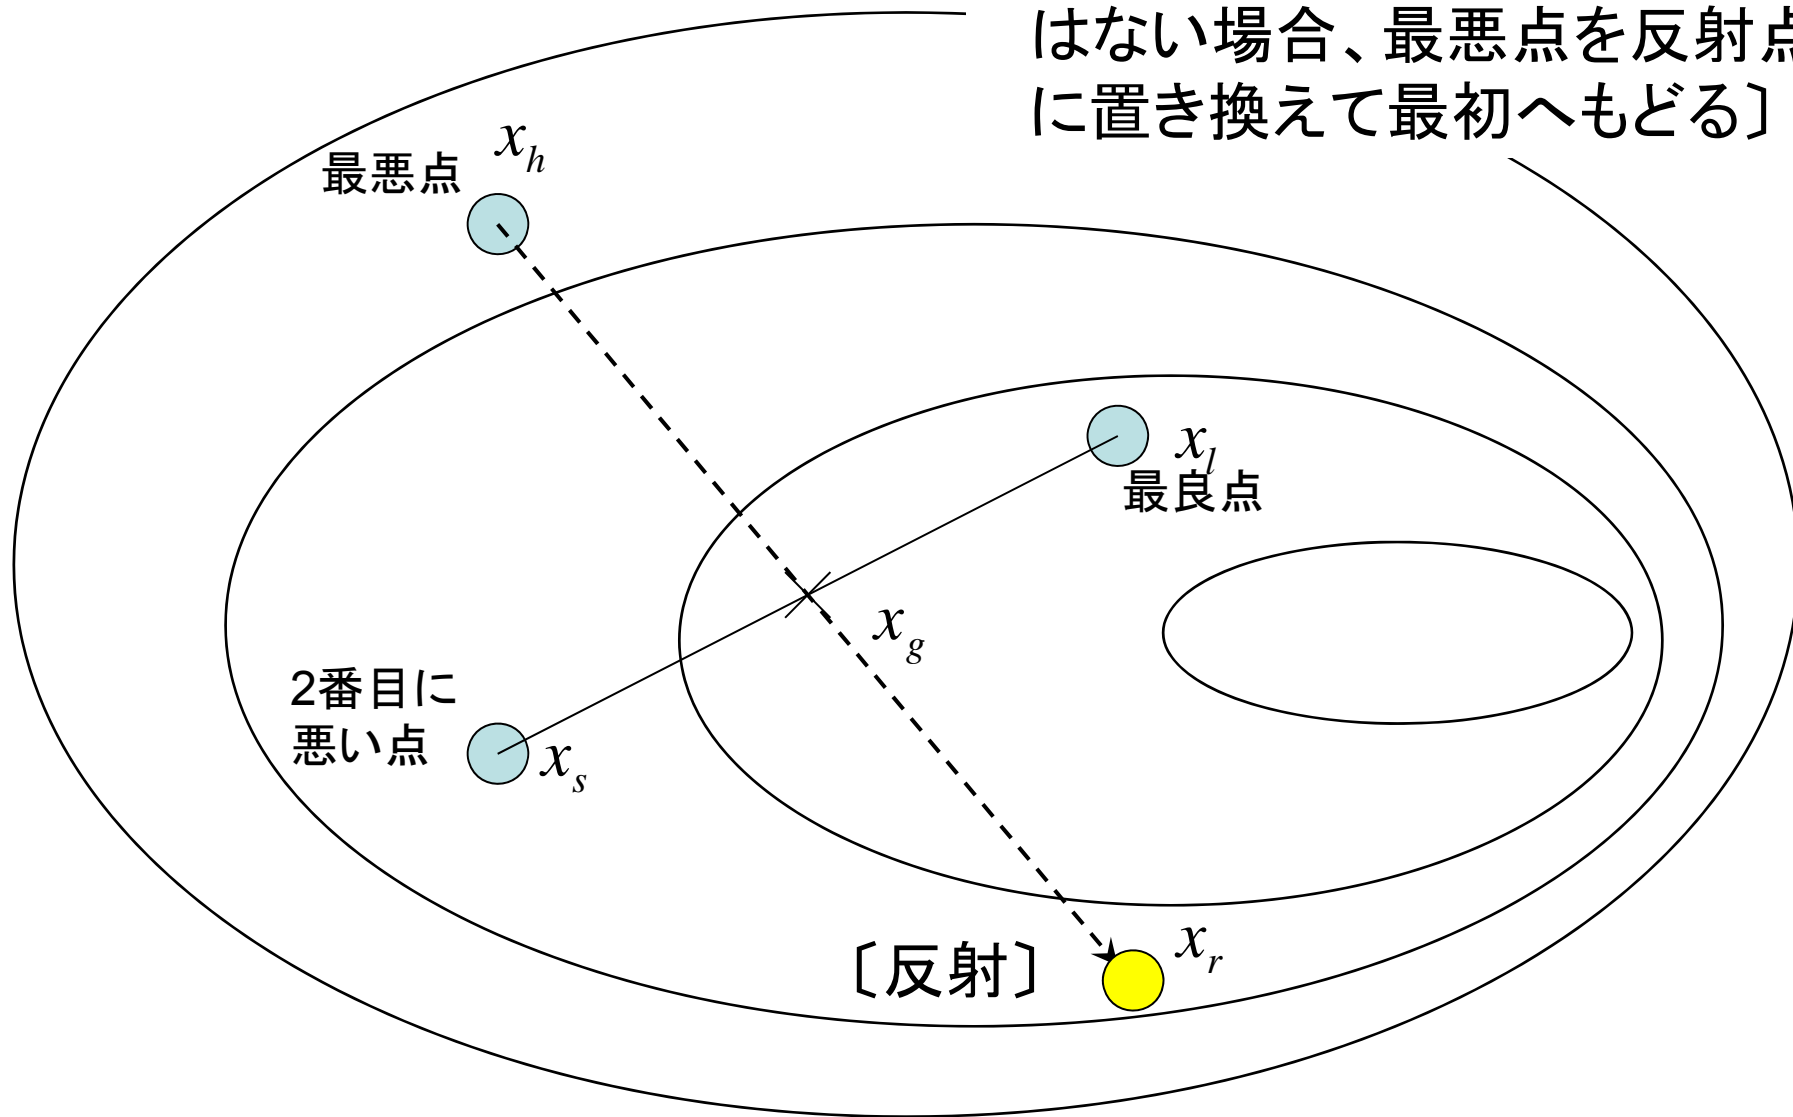 はない場合、最悪点を反射点
に置き換えて最初へもどる〕
x_h
最悪点
x_l
最良点
x_g
2番目に
悪い点
x_s
〔反射〕
x_r